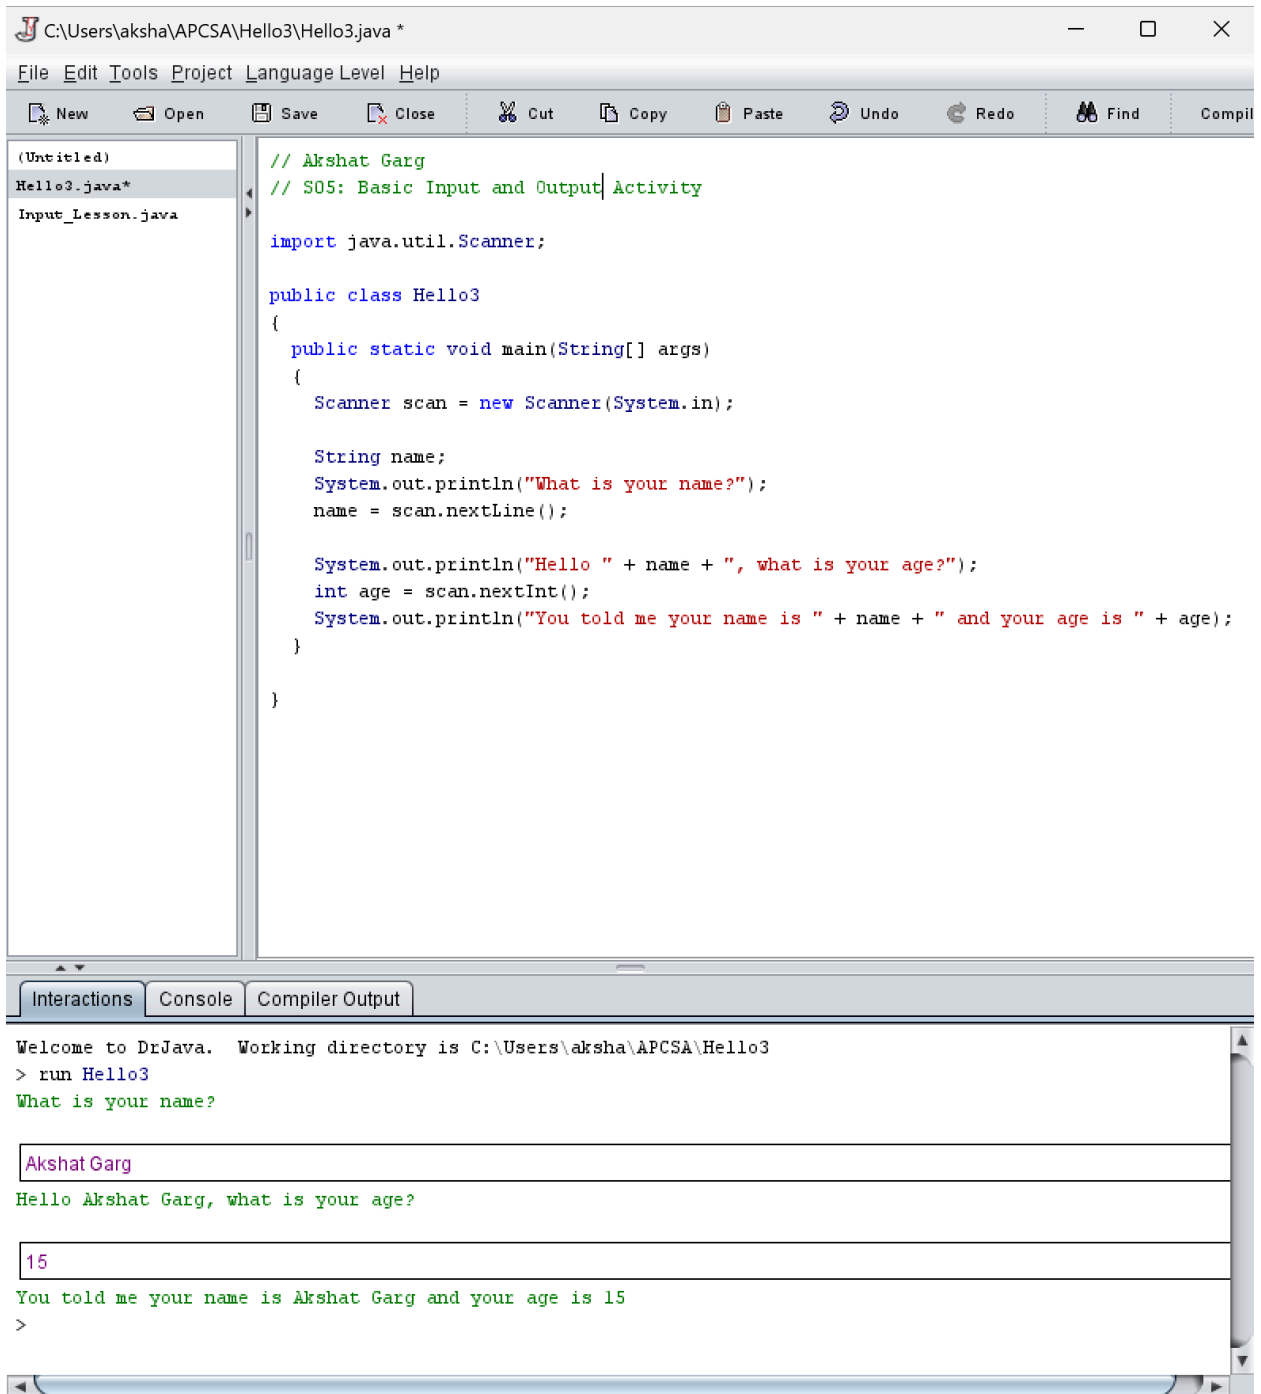 C:\Users\aksha\APCSA\Hello3\Hello3.java *
File Edit Tools Project Language Level Help
New Open Save Close Cut Copy Paste Undo Redo Find Compil
(Untitled)
Hello3.java*
Input_Lesson.java
// Akshat Garg
// S05: Basic Input and Output Activity
import java.util.Scanner;
public class Hello3
{
public static void main(String[] args)
{
Scanner scan = new Scanner(System.in);
String name;
System.out.println("What is your name?");
name = scan.nextLine();
System.out.println("Hello " + name + ", what is your age?");
int age = scan.nextInt();
System.out.println("You told me your name is " + name + " and your age is " + age);
}
}
Interactions Console Compiler Output
Welcome to DrJava.  Working directory is C:\Users\aksha\APCSA\Hello3
> run Hello3
What is your name?
Akshat Garg
Hello Akshat Garg, what is your age?
15
You told me your name is Akshat Garg and your age is 15
>